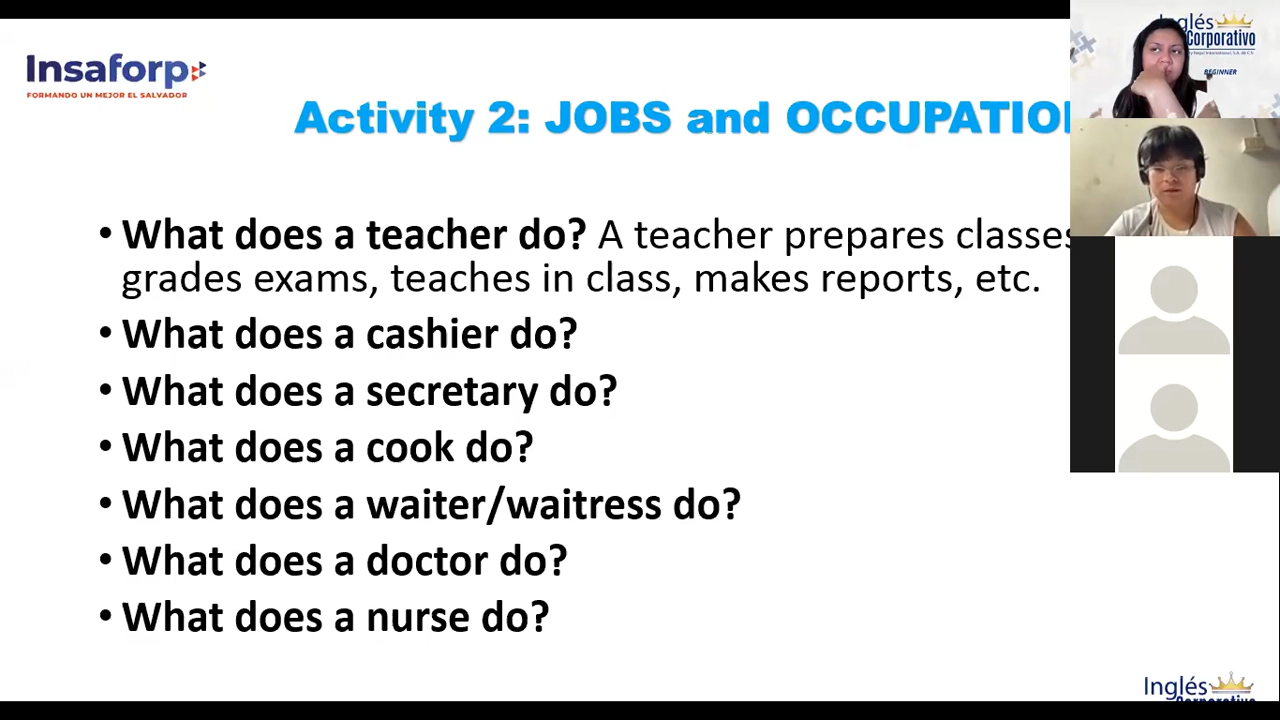 Insaforp
FORMANDO UN MEJOR EL SALVADOR
Activity 2: JOBS and OCCUPATIO
• What does a teacher do? A teacher prepares classes
grades exams, teaches in class, makes reports, etc.
• What does a cashier do?
• What does a secretary do?
• What does a cook do?
• What does a waiter/waitress do?
• What does a doctor do?
• What does a nurse do?
Inglés
Corporativo
BEGINNER
Inglés
Corporativo